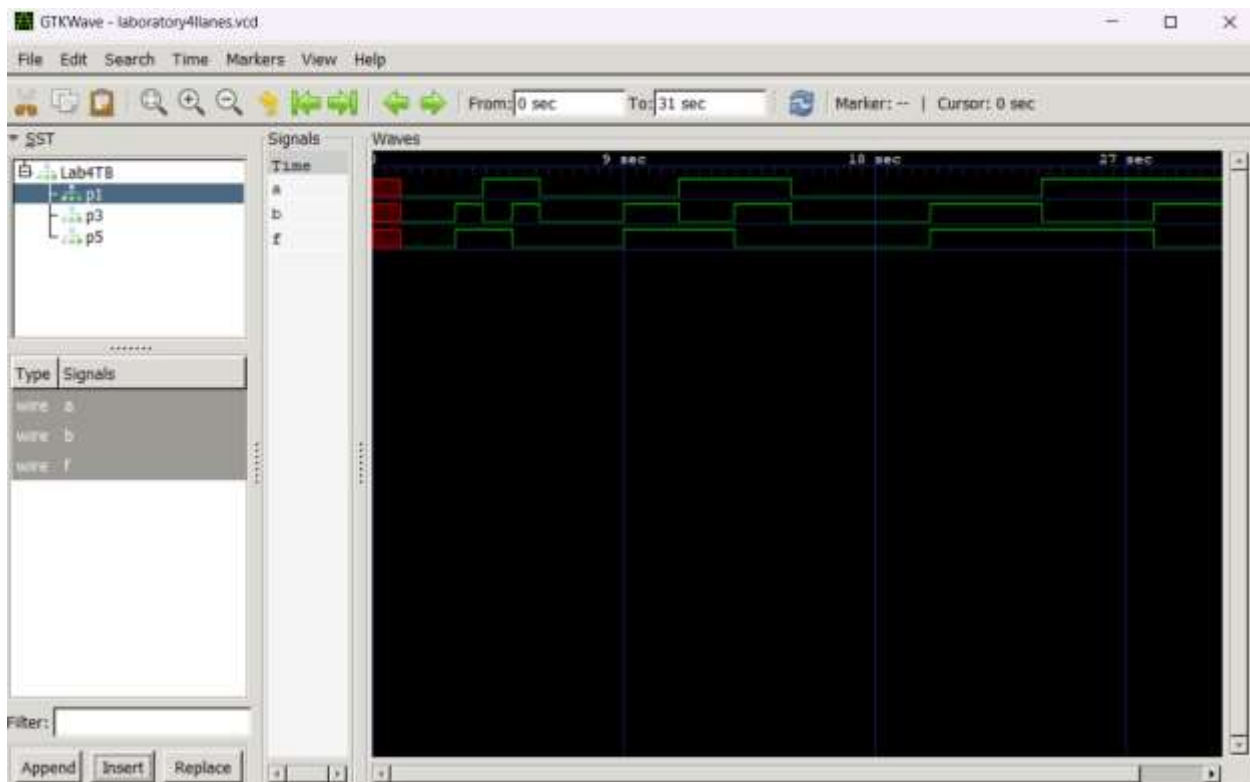 GTKWave - laboratory4llanes.vcd
File Edit Search Time Markers View Help
From: 0 sec To: 31 sec Marker: -- | Cursor: 0 sec
SST
Lab4TB
p1
p3
p5
Type Signals
wire a
wire b
wire f
Filter:
Append Insert Replace
Signals
Time
a
b
f
Waves
9 sec 18 sec 27 sec